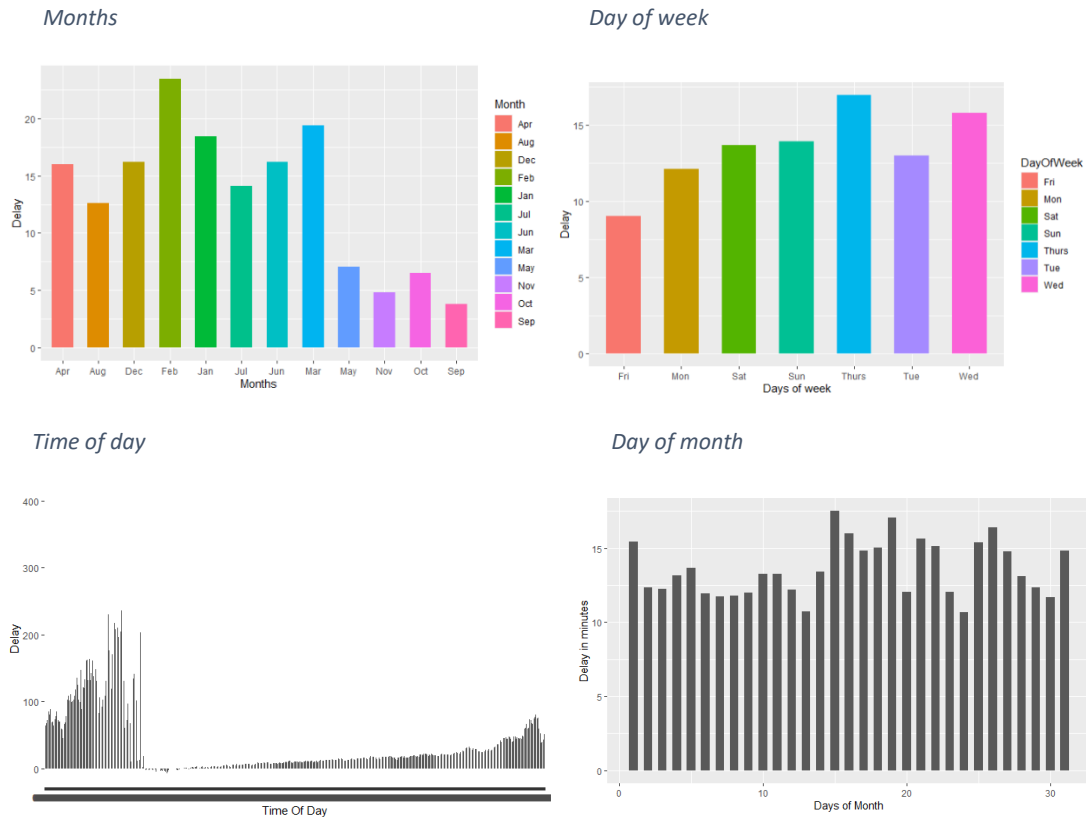 Months
Delay
20
15
10
5
0
Apr Aug Dec Feb Jan Jul Jun Mar May Nov Oct Sep
Months
Month
Apr
Aug
Dec
Feb
Jan
Jul
Jun
Mar
May
Nov
Oct
Sep
Day of week
Delay
15
10
5
0
Fri Mon Sat Sun Thurs Tue Wed
Days of week
DayOfWeek
Fri
Mon
Sat
Sun
Thurs
Tue
Wed
Time of day
Delay
400
300
200
100
0
Time Of Day
Day of month
Delay in minutes
15
10
5
0
0 10 20 30
Days of Month